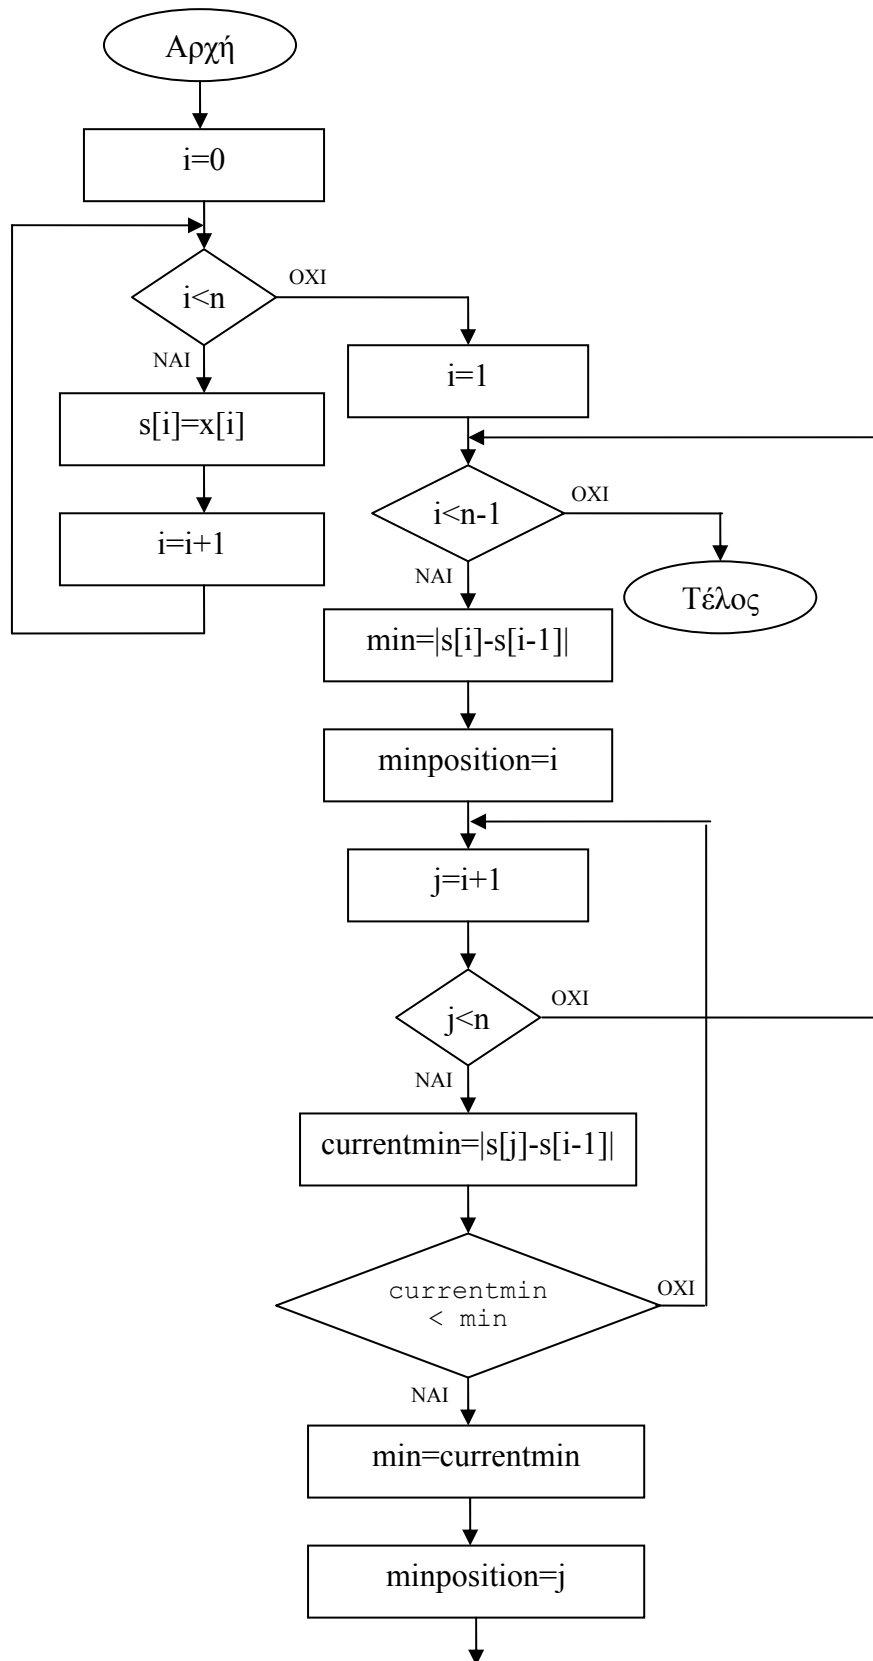 Αρχή
i=0
i<n
ΟΧΙ
ΝΑΙ
s[i]=x[i]
i=i+1
i=1
i<n-1
ΟΧΙ
ΝΑΙ
Τέλος
min=|s[i]-s[i-1]|
minposition=i
j=i+1
j<n
ΟΧΙ
ΝΑΙ
currentmin=|s[j]-s[i-1]|
currentmin
< min
ΟΧΙ
ΝΑΙ
min=currentmin
minposition=j